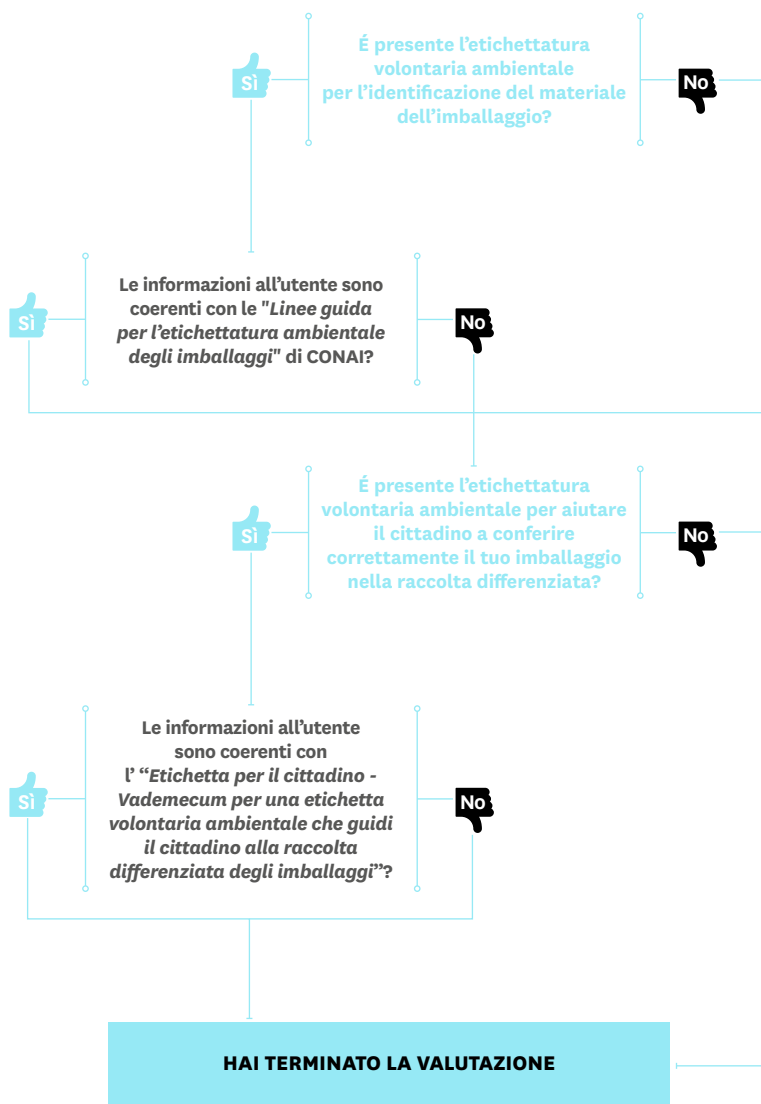 É presente l’etichettatura
volontaria ambientale
per l’identificazione del materiale
dell’imballaggio?
Sì
No
Le informazioni all’utente sono
coerenti con le "Linee guida
per l’etichettatura ambientale
degli imballaggi" di CONAI?
Sì
No
É presente l’etichettatura
volontaria ambientale per aiutare
il cittadino a conferire
correttamente il tuo imballaggio
nella raccolta differenziata?
Sì
No
Le informazioni all’utente
sono coerenti con
l’ “Etichetta per il cittadino -
Vademecum per una etichetta
volontaria ambientale che guidi
il cittadino alla raccolta
differenziata degli imballaggi”?
Sì
No
HAI TERMINATO LA VALUTAZIONE